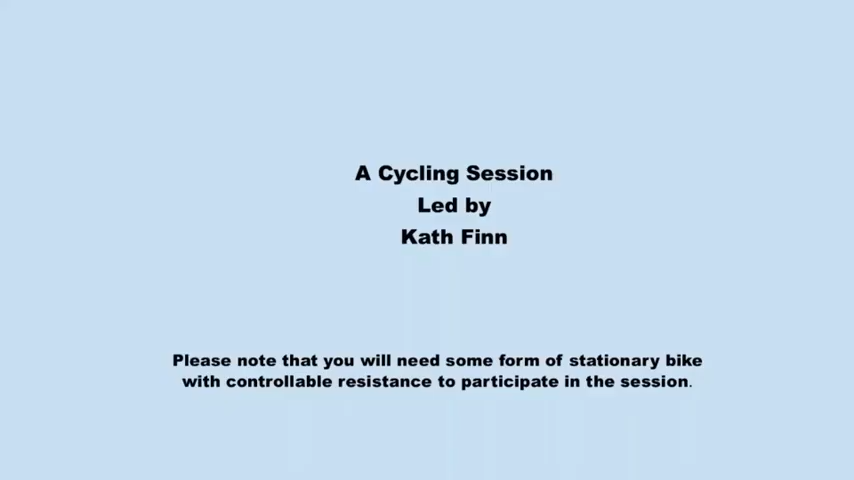 A Cycling Session
Led by
Kath Finn
Please note that you will need some form of stationary bike
with controllable resistance to participate in the session.